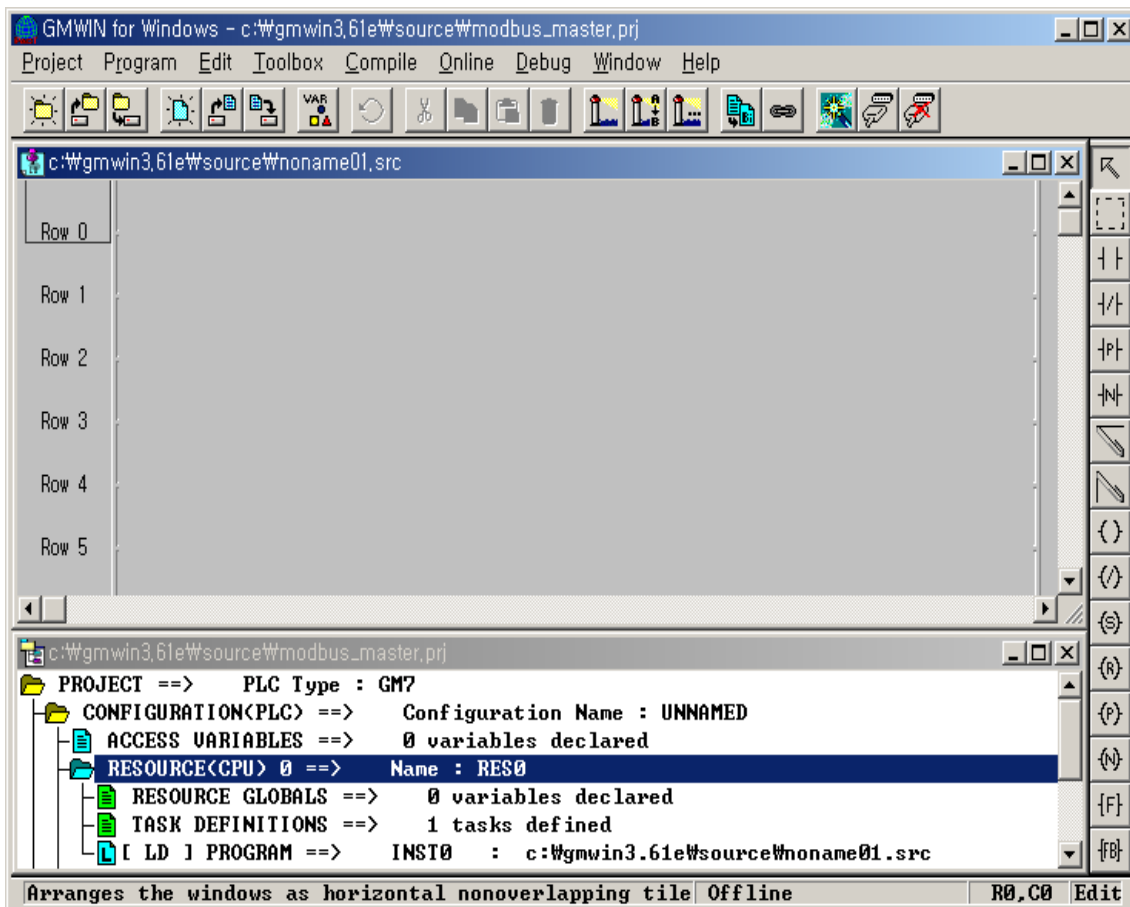 GMWIN for Windows - c:₩gmwin3,61e₩source₩modbus_master,prj
Project Program Edit Toolbox Compile Online Debug Window Help
VAR
c:₩gmwin3,61e₩source₩noname01,src
Row 0
Row 1
Row 2
Row 3
Row 4
Row 5
P
N
(S)
(R)
(P)
(N)
{F}
{FB}
c:₩gmwin3,61e₩source₩modbus_master,prj
PROJECT ==> PLC Type : GM7
CONFIGURATION(PLC) ==> Configuration Name : UNNAMED
ACCESS VARIABLES ==> 0 variables declared
RESOURCE(CPU) 0 ==> Name : RES0
RESOURCE GLOBALS ==> 0 variables declared
TASK DEFINITIONS ==> 1 tasks defined
L [ LD ] PROGRAM ==> INST0 : c:₩gmwin3.61e₩source₩noname01.src
Arranges the windows as horizontal nonoverlapping tile Offline R0,C0 Edit